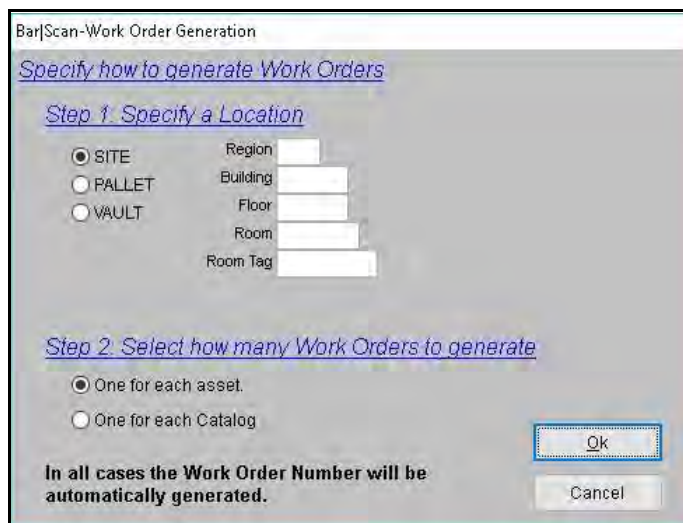 Bar|Scan-Work Order Generation
Specify how to generate Work Orders
Step 1. Specify a Location
SITE
PALLET
VAULT
Region
Building
Floor
Room
Room Tag
Step 2. Select how many Work Orders to generate
One for each asset.
One for each Catalog
In all cases the Work Order Number will be
automatically generated.
Ok
Cancel